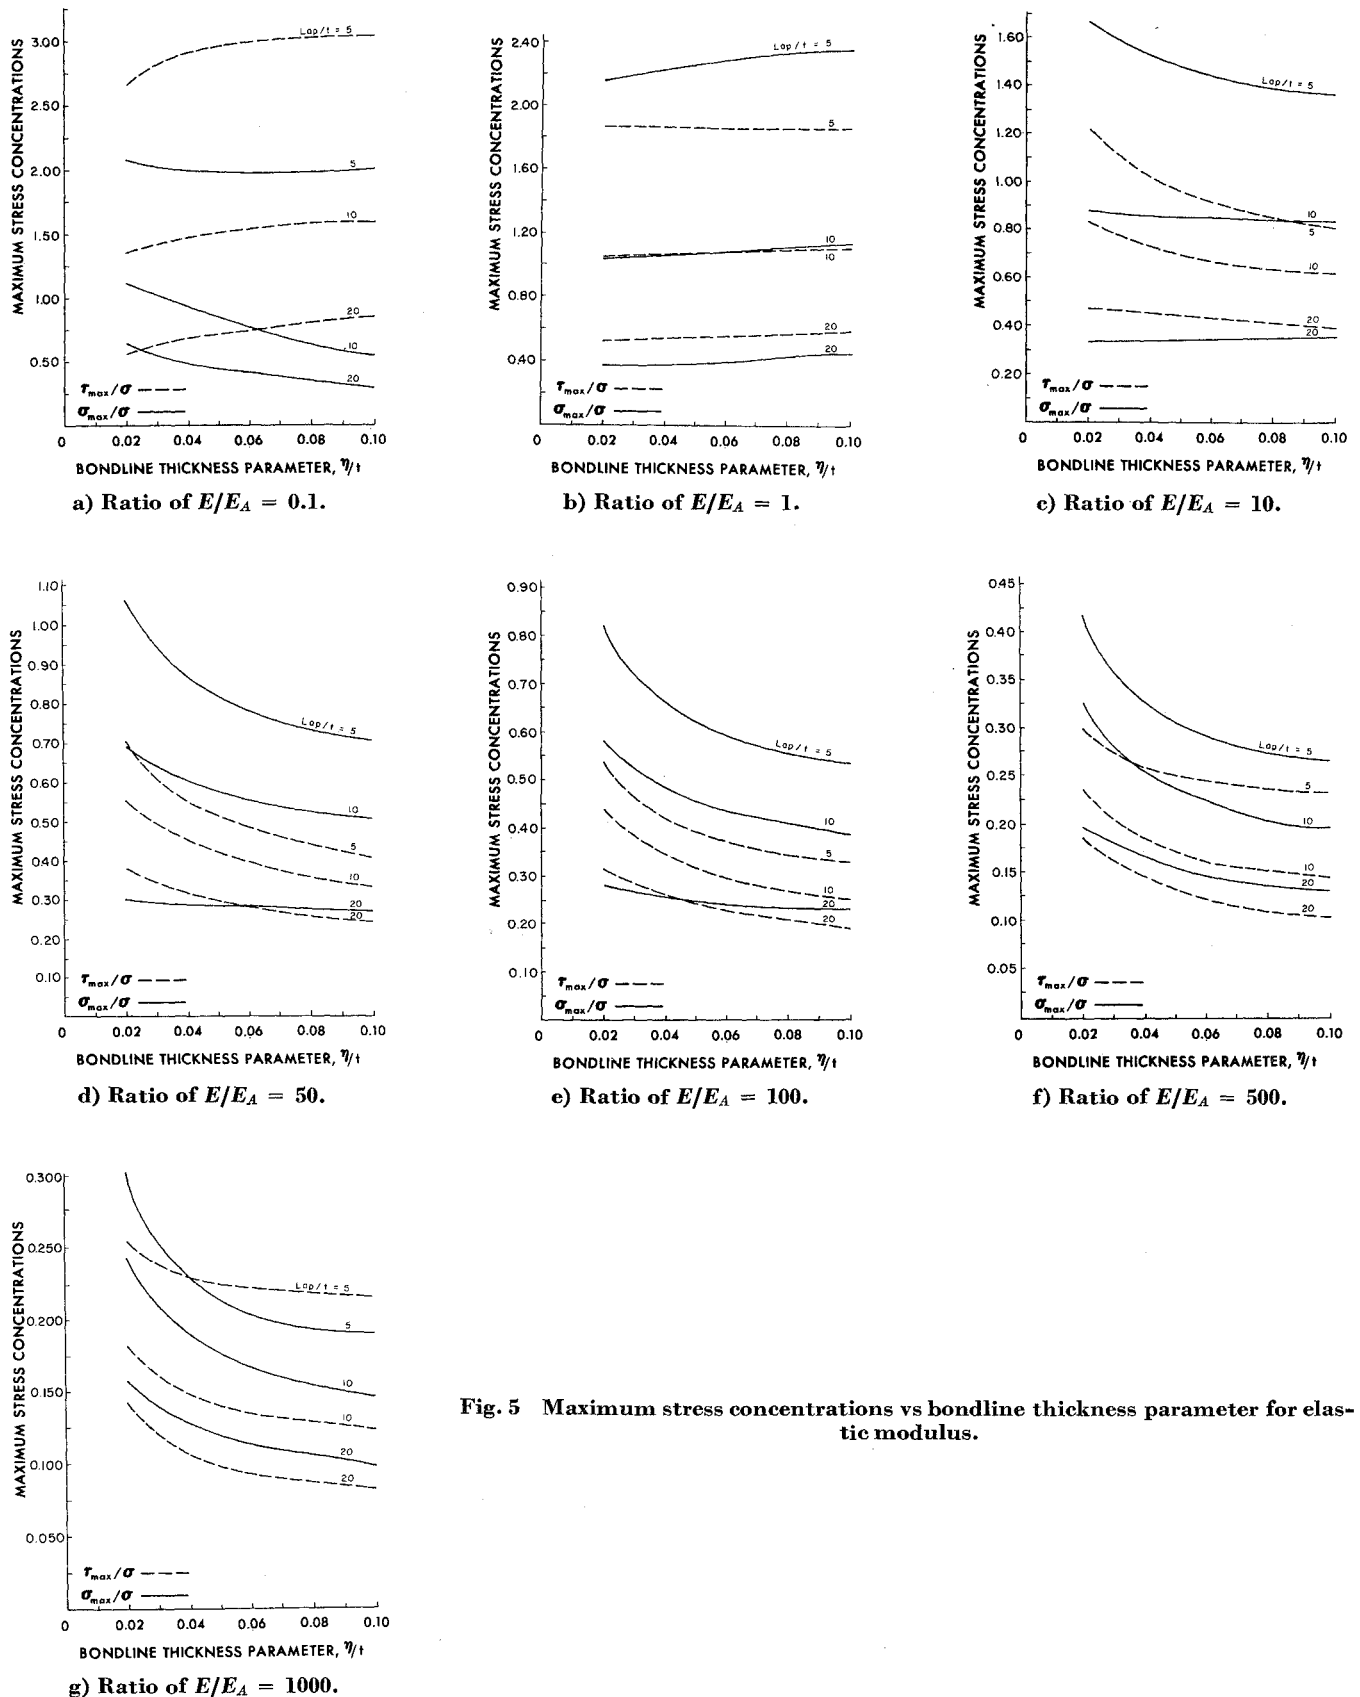 MAXIMUM STRESS CONCENTRATIONS
3.00
2.50
2.00
1.50
1.00
0.50
Lap/t = 5
5
10
20
10
20
τmax/σ
σmax/σ
0 0.02 0.04 0.06 0.08 0.10
BONDLINE THICKNESS PARAMETER, η/t
a) Ratio of E/EA = 0.1.
MAXIMUM STRESS CONCENTRATIONS
2.40
2.00
1.60
1.20
0.80
0.40
Lap/t = 5
5
10
10
20
20
τmax/σ
σmax/σ
0 0.02 0.04 0.06 0.08 0.10
BONDLINE THICKNESS PARAMETER, η/t
b) Ratio of E/EA = 1.
MAXIMUM STRESS CONCENTRATIONS
1.60
1.40
1.20
1.00
0.80
0.60
0.40
0.20
Lap/t = 5
10
5
10
20
20
τmax/σ
σmax/σ
0 0.02 0.04 0.06 0.08 0.10
BONDLINE THICKNESS PARAMETER, η/t
c) Ratio of E/EA = 10.
MAXIMUM STRESS CONCENTRATIONS
1.10
1.00
0.90
0.80
0.70
0.60
0.50
0.40
0.30
0.20
0.10
Lap/t = 5
10
5
10
20
20
τmax/σ
σmax/σ
0 0.02 0.04 0.06 0.08 0.10
BONDLINE THICKNESS PARAMETER, η/t
d) Ratio of E/EA = 50.
MAXIMUM STRESS CONCENTRATIONS
0.90
0.80
0.70
0.60
0.50
0.40
0.30
0.20
0.10
Lap/t = 5
10
5
10
20
20
τmax/σ
σmax/σ
0 0.02 0.04 0.06 0.08 0.10
BONDLINE THICKNESS PARAMETER, η/t
e) Ratio of E/EA = 100.
MAXIMUM STRESS CONCENTRATIONS
0.45
0.40
0.35
0.30
0.25
0.20
0.15
0.10
0.05
Lap/t = 5
5
10
10
20
20
τmax/σ
σmax/σ
0 0.02 0.04 0.06 0.08 0.10
BONDLINE THICKNESS PARAMETER, η/t
f) Ratio of E/EA = 500.
MAXIMUM STRESS CONCENTRATIONS
0.300
0.250
0.200
0.150
0.100
0.050
Lap/t = 5
5
10
10
20
20
τmax/σ
σmax/σ
0 0.02 0.04 0.06 0.08 0.10
BONDLINE THICKNESS PARAMETER, η/t
g) Ratio of E/EA = 1000.
Fig. 5 Maximum stress concentrations vs bondline thickness parameter for elas-
tic modulus.